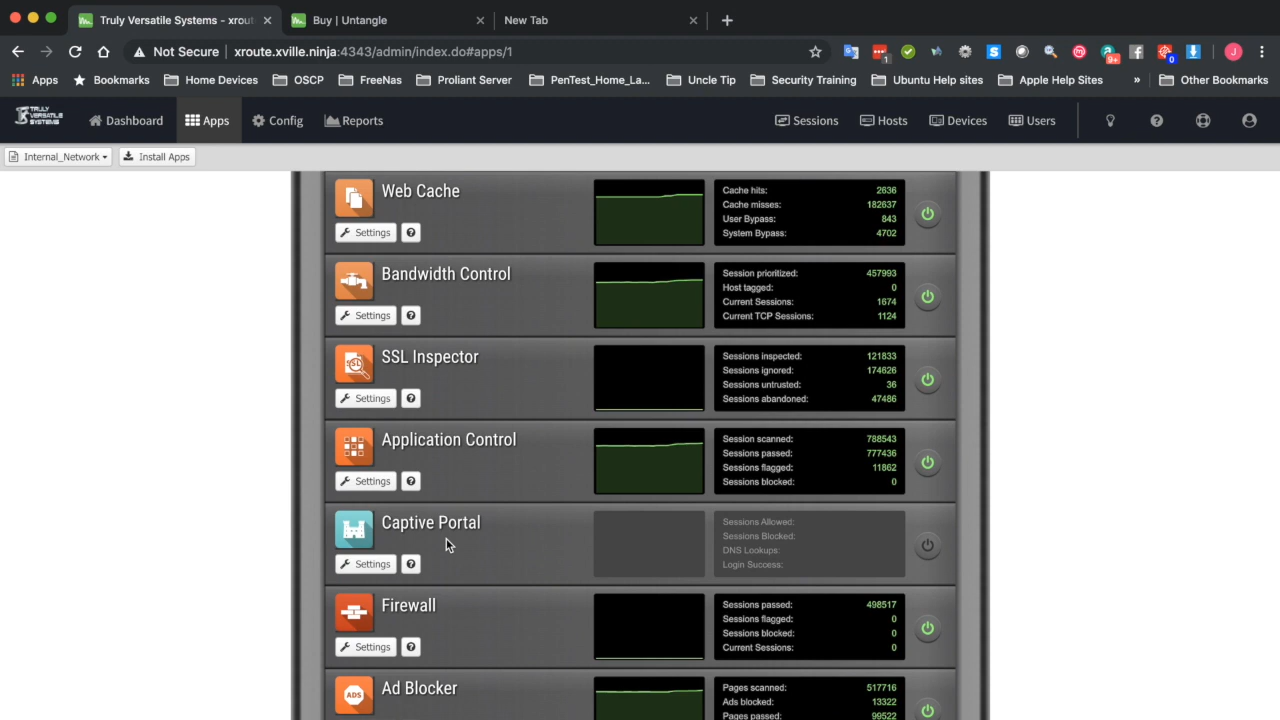 Truly Versatile Systems - xrout
Buy | Untangle
New Tab
Not Secure
xroute.xville.ninja:4343/admin/index.do#apps/1
1
9+
0
J
Apps
Bookmarks
Home Devices
OSCP
FreeNas
Proliant Server
PenTest_Home_La...
Uncle Tip
Security Training
Ubuntu Help sites
Apple Help Sites
»
Other Bookmarks
TRULY
VERSATILE
SYSTEMS
Dashboard
Apps
Config
Reports
Sessions
Hosts
Devices
Users
Internal_Network
Install Apps
Web Cache
Settings
Cache hits: 2636
Cache misses: 182637
User Bypass: 843
System Bypass: 4702
Bandwidth Control
Settings
Session prioritized: 457993
Host tagged: 0
Current Sessions: 1674
Current TCP Sessions: 1124
SSL Inspector
Settings
Sessions inspected: 121833
Sessions ignored: 174626
Sessions untrusted: 36
Sessions abandoned: 47486
Application Control
Settings
Session scanned: 788543
Sessions passed: 777436
Sessions flagged: 11862
Sessions blocked: 0
Captive Portal
Settings
Sessions Allowed:
Sessions Blocked:
DNS Lookups:
Login Success:
Firewall
Settings
Sessions passed: 498517
Sessions flagged: 0
Sessions blocked: 0
Current Sessions: 0
ADS
Ad Blocker
Pages scanned: 517716
Ads blocked: 13322
Pages passed: 99522